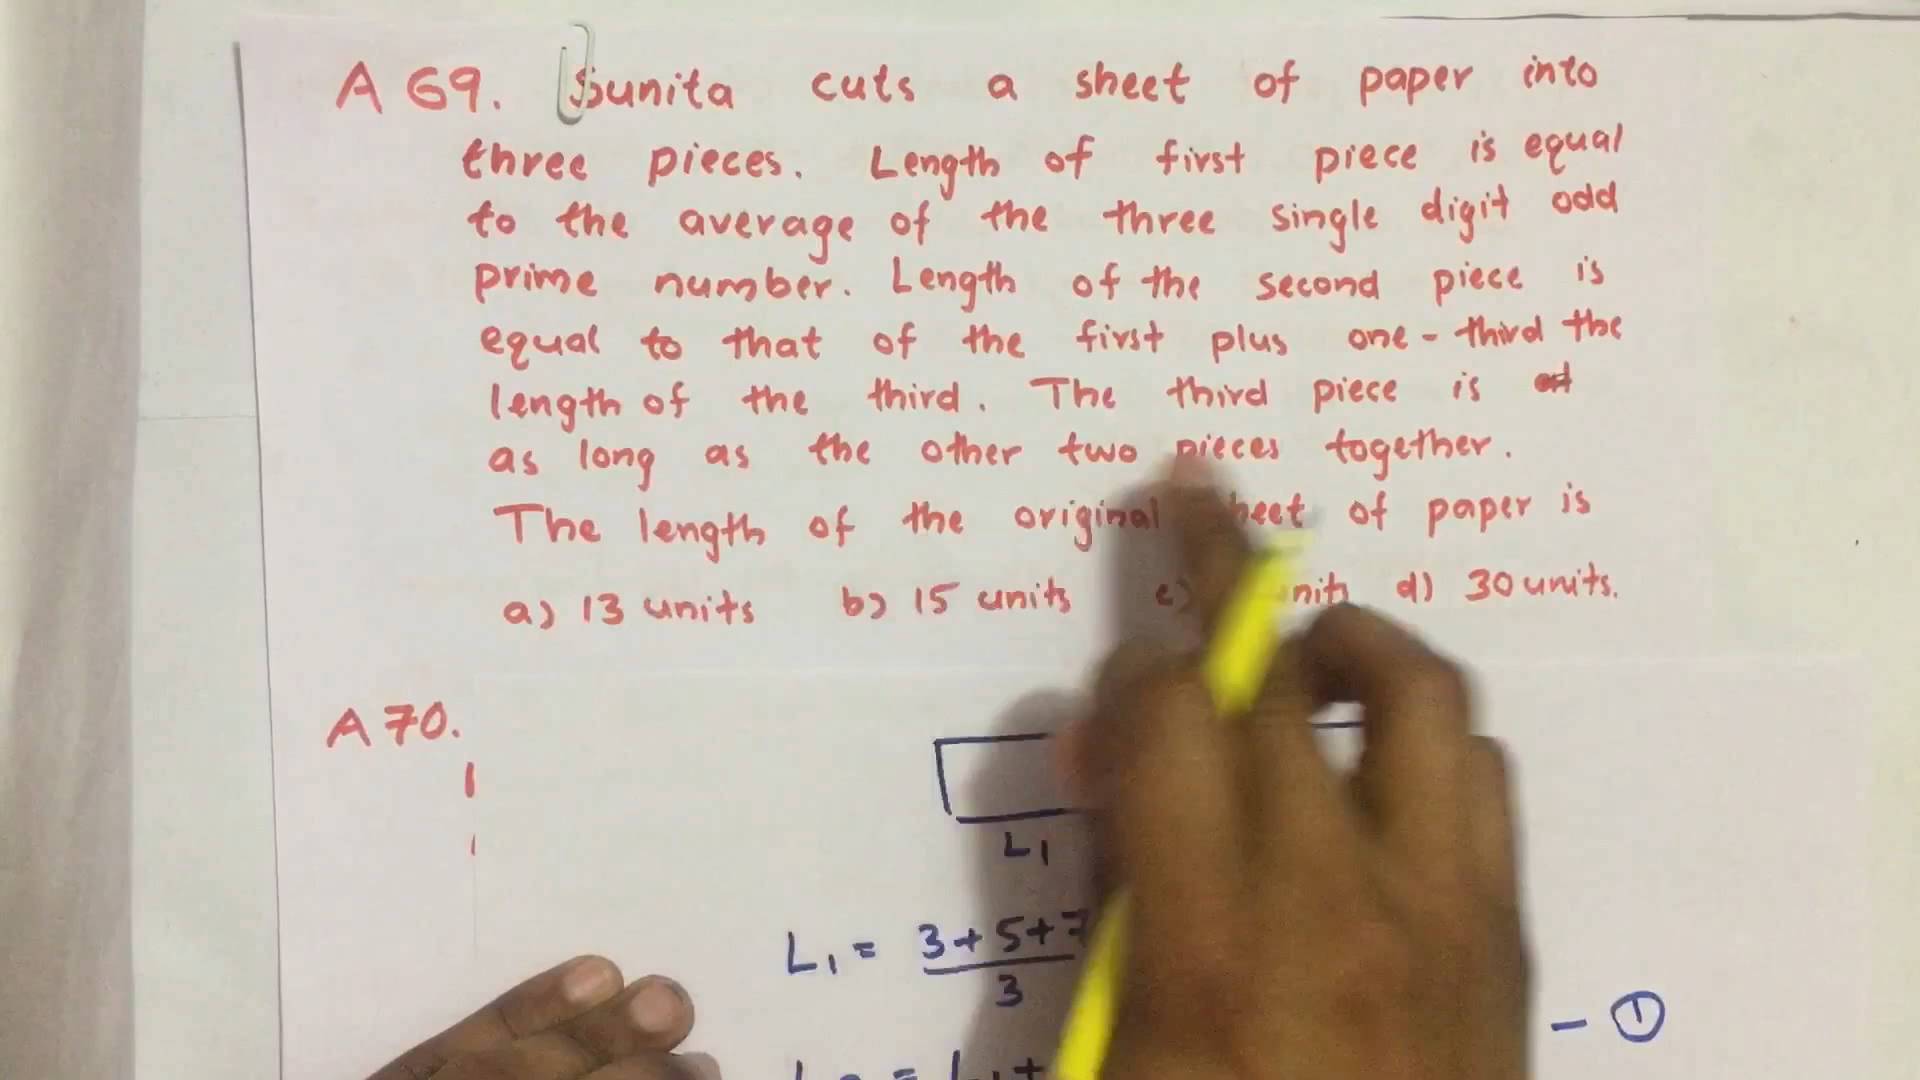 A 69. Sunita cuts a sheet of paper into
three pieces. Length of first piece is equal
to the average of the three single digit odd
prime number. Length of the second piece is
equal to that of the first plus one-third the
length of the third. The third piece is
as long as the other two pieces together.
The length of the original sheet of paper is
a) 13 units b) 15 units c) units d) 30 units.
A 70.
L1
L1 = 3+5+7
3
- ①
= L1+